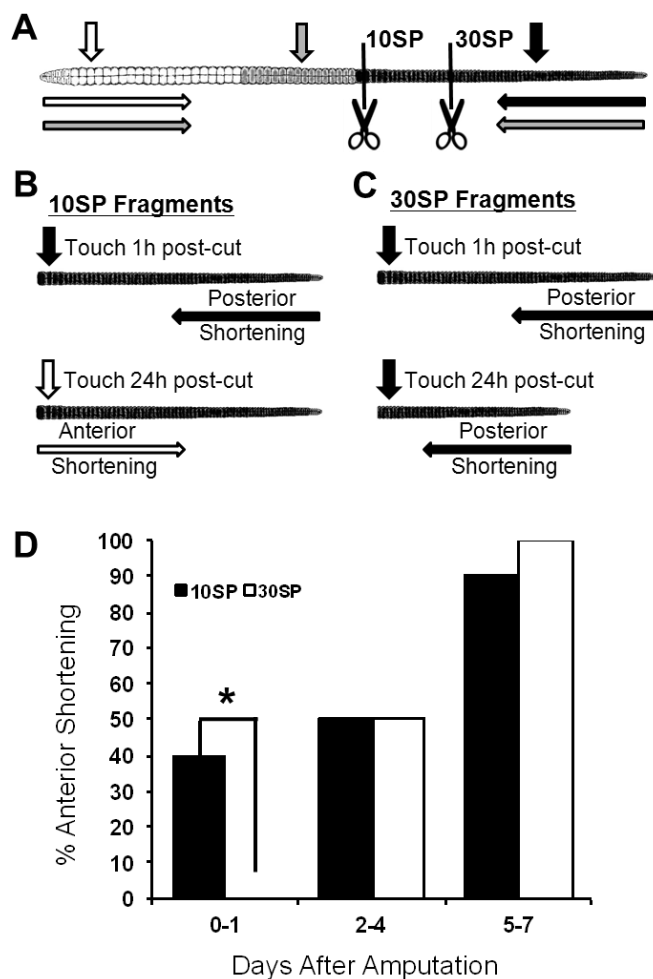 A
10SP 30SP
B
10SP Fragments
Touch 1h post-cut
Posterior
Shortening
Touch 24h post-cut
Anterior
Shortening
C
30SP Fragments
Touch 1h post-cut
Posterior
Shortening
Touch 24h post-cut
Posterior
Shortening
D
% Anterior Shortening
100
90
80
70
60
50
40
30
20
10
0
10SP 30SP
*
0-1 2-4 5-7
Days After Amputation